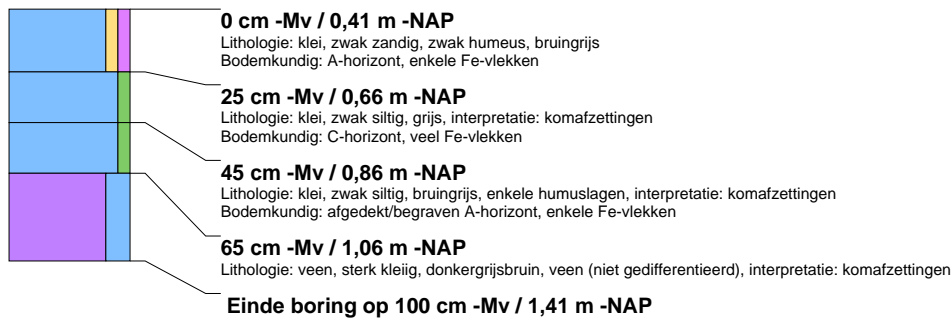 0 cm -Mv / 0,41 m -NAP
Lithologie: klei, zwak zandig, zwak humeus, bruingrijs
Bodemkundig: A-horizont, enkele Fe-vlekken
25 cm -Mv / 0,66 m -NAP
Lithologie: klei, zwak siltig, grijs, interpretatie: komafzettingen
Bodemkundig: C-horizont, veel Fe-vlekken
45 cm -Mv / 0,86 m -NAP
Lithologie: klei, zwak siltig, bruingrijs, enkele humuslagen, interpretatie: komafzettingen
Bodemkundig: afgedekt/begraven A-horizont, enkele Fe-vlekken
65 cm -Mv / 1,06 m -NAP
Lithologie: veen, sterk kleiig, donkergrijsbruin, veen (niet gedifferentieerd), interpretatie: komafzettingen
Einde boring op 100 cm -Mv / 1,41 m -NAP